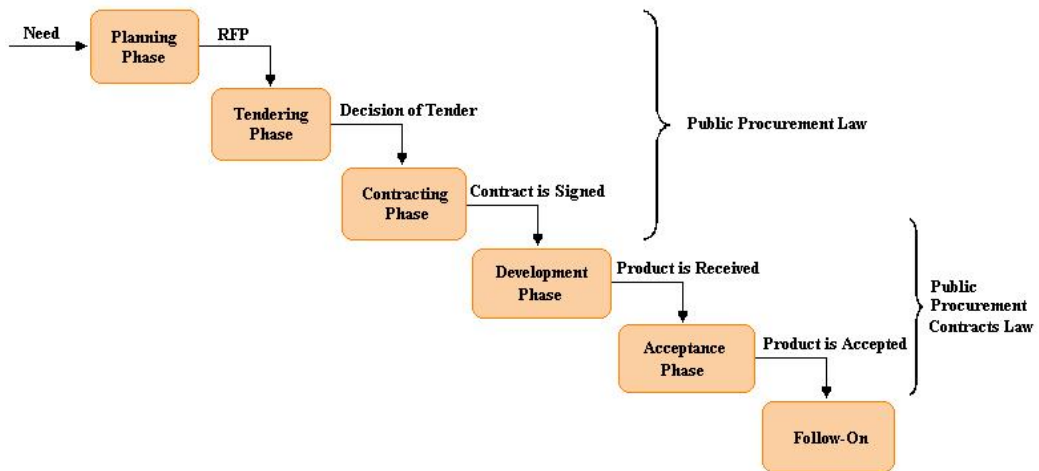 Need
Planning
Phase
RFP
Tendering
Phase
Decision of Tender
Public Procurement Law
Contracting
Phase
Contract is Signed
Development
Phase
Product is Received
Public
Procurement
Contracts Law
Acceptance
Phase
Product is Accepted
Follow-On